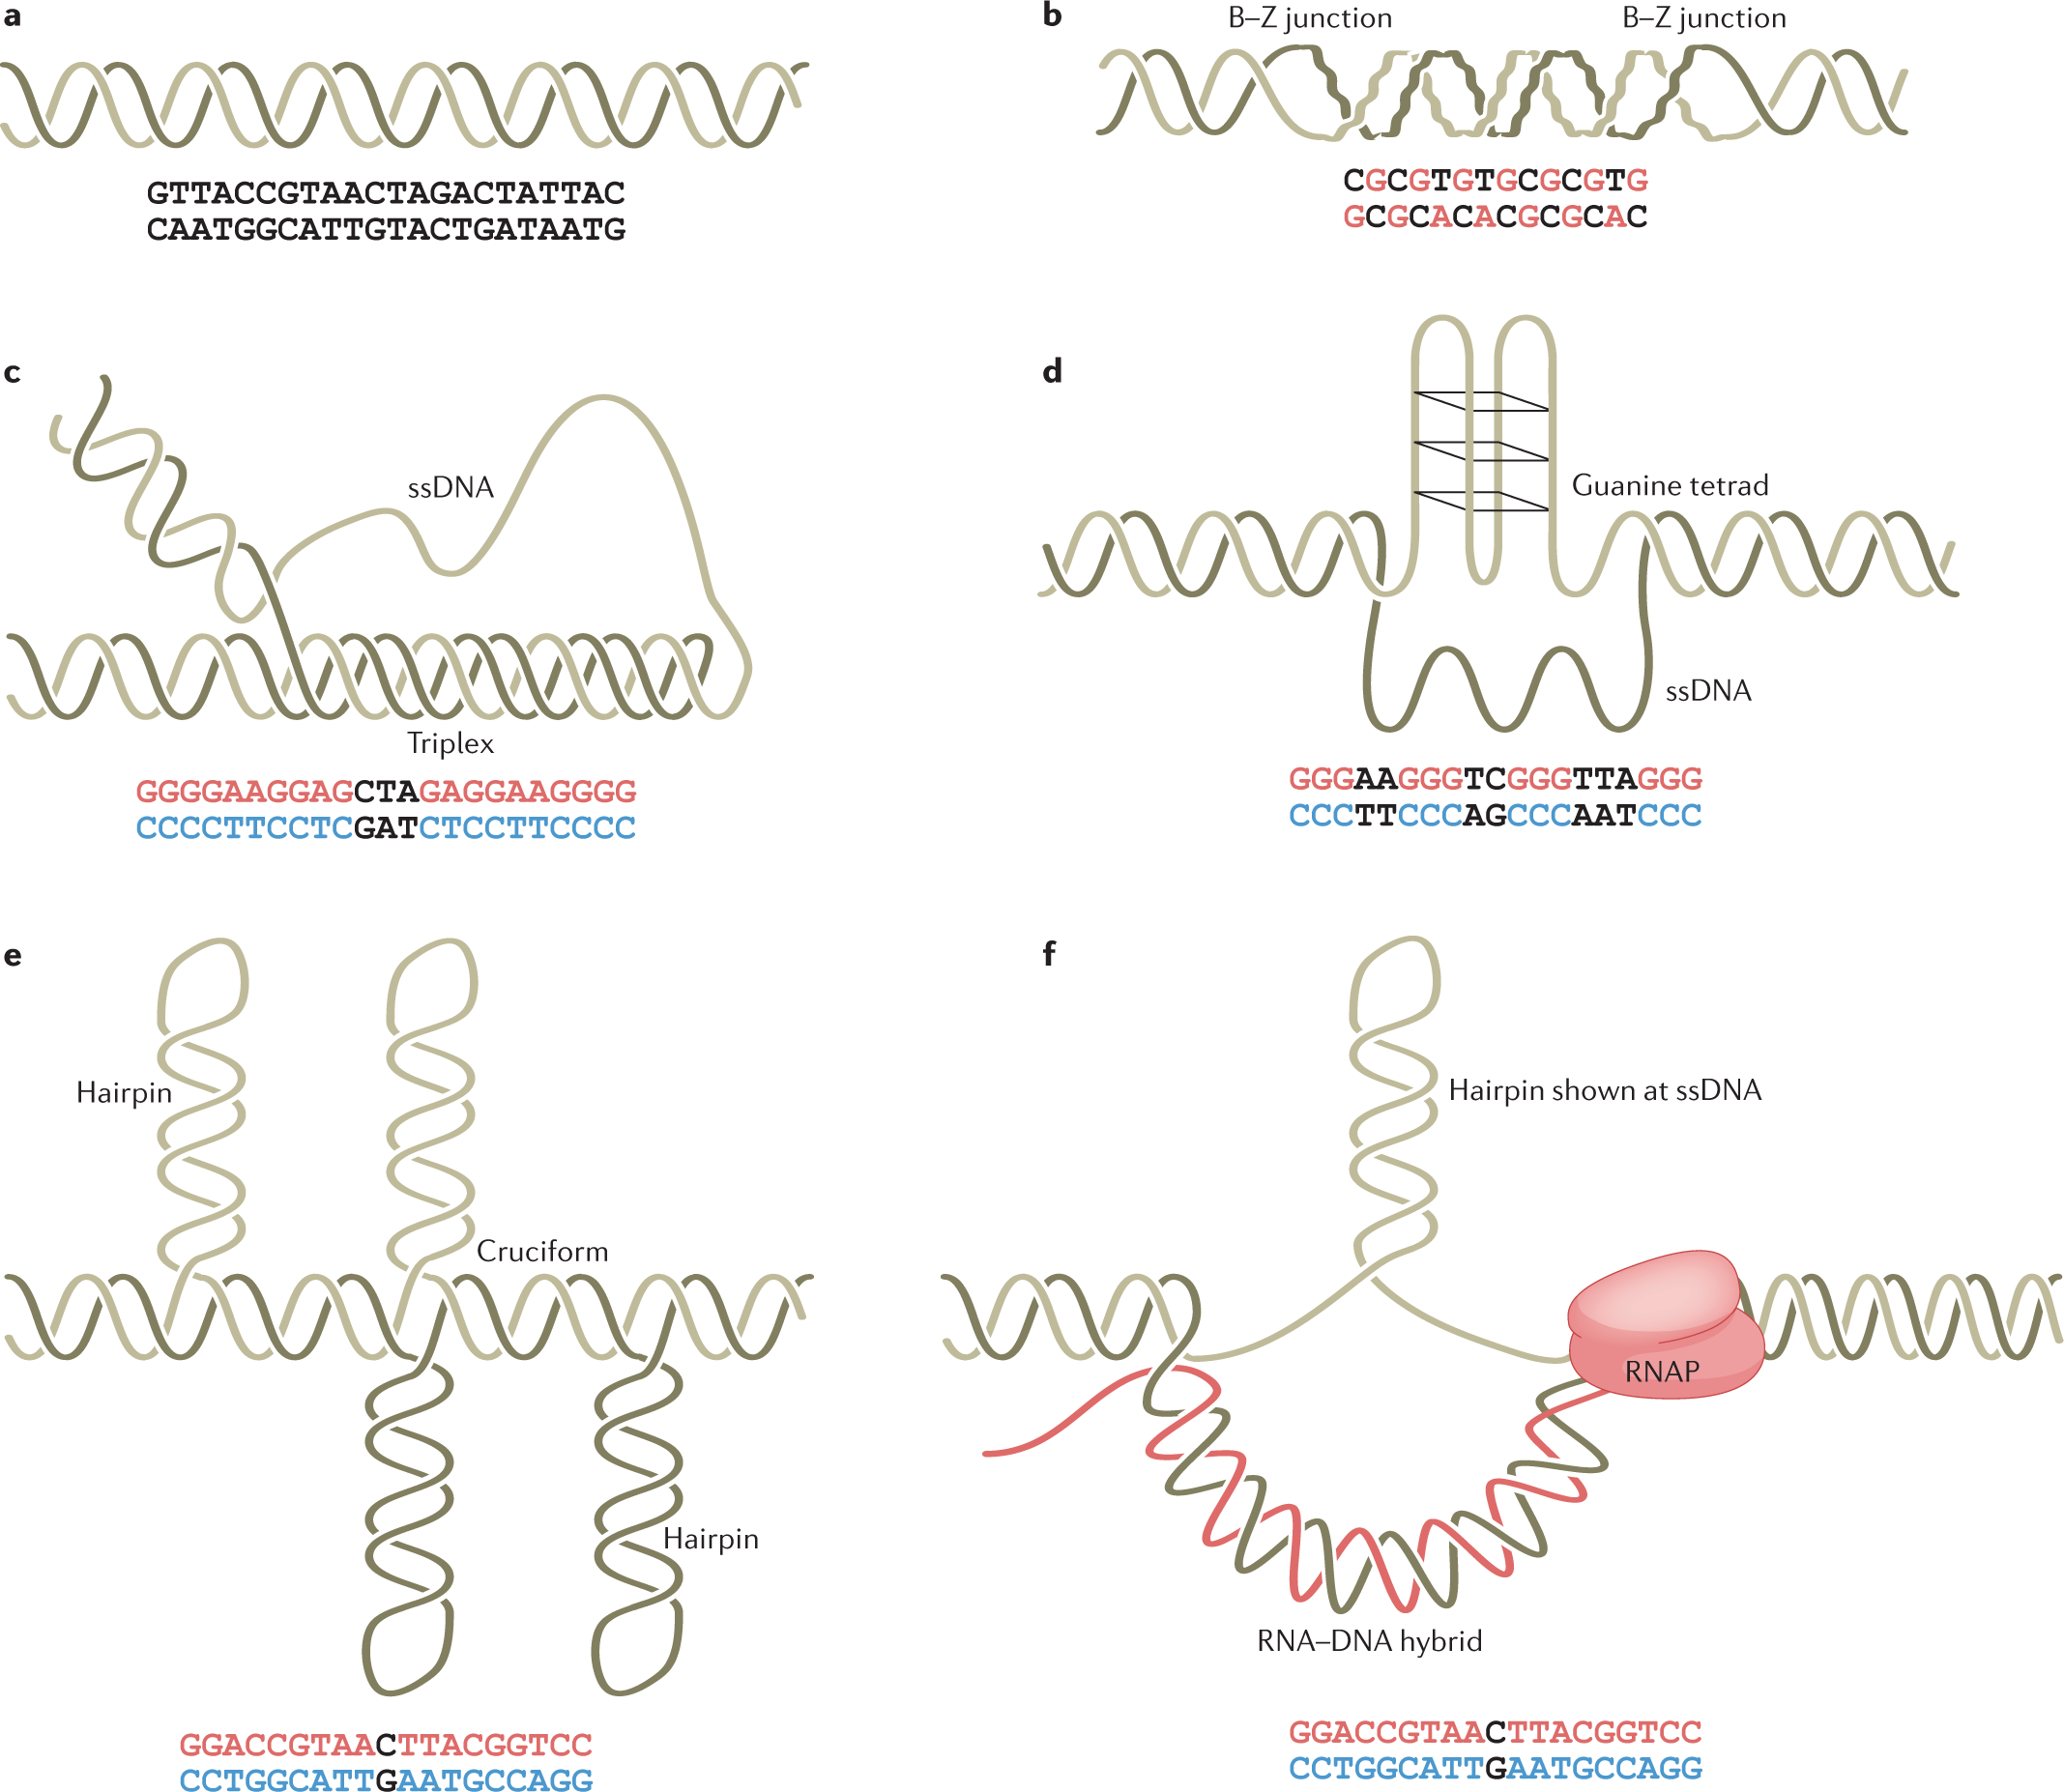 a
GTTACCGTAACTAGACTATTAC
CAATGGCATTGTACTGATAATG
b
B–Z junction
B–Z junction
CGCGTGTGCGCGTG
GCGCACACGCGCAC
c
ssDNA
Triplex
GGGGAAGGAGCTAGAGGAAGGGG
CCCCTTCCTCGATCTCCTTCCCC
d
Guanine tetrad
ssDNA
GGGAAGGGTCGGGTTAGGG
CCCTTCCCAGCCCAATCCC
e
Hairpin
Cruciform
Hairpin
GGACCGTAACTTACGGTCC
CCTGGCATTGAATGCCAGG
f
Hairpin shown at ssDNA
RNAP
RNA–DNA hybrid
GGACCGTAACTTACGGTCC
CCTGGCATTGAATGCCAGG